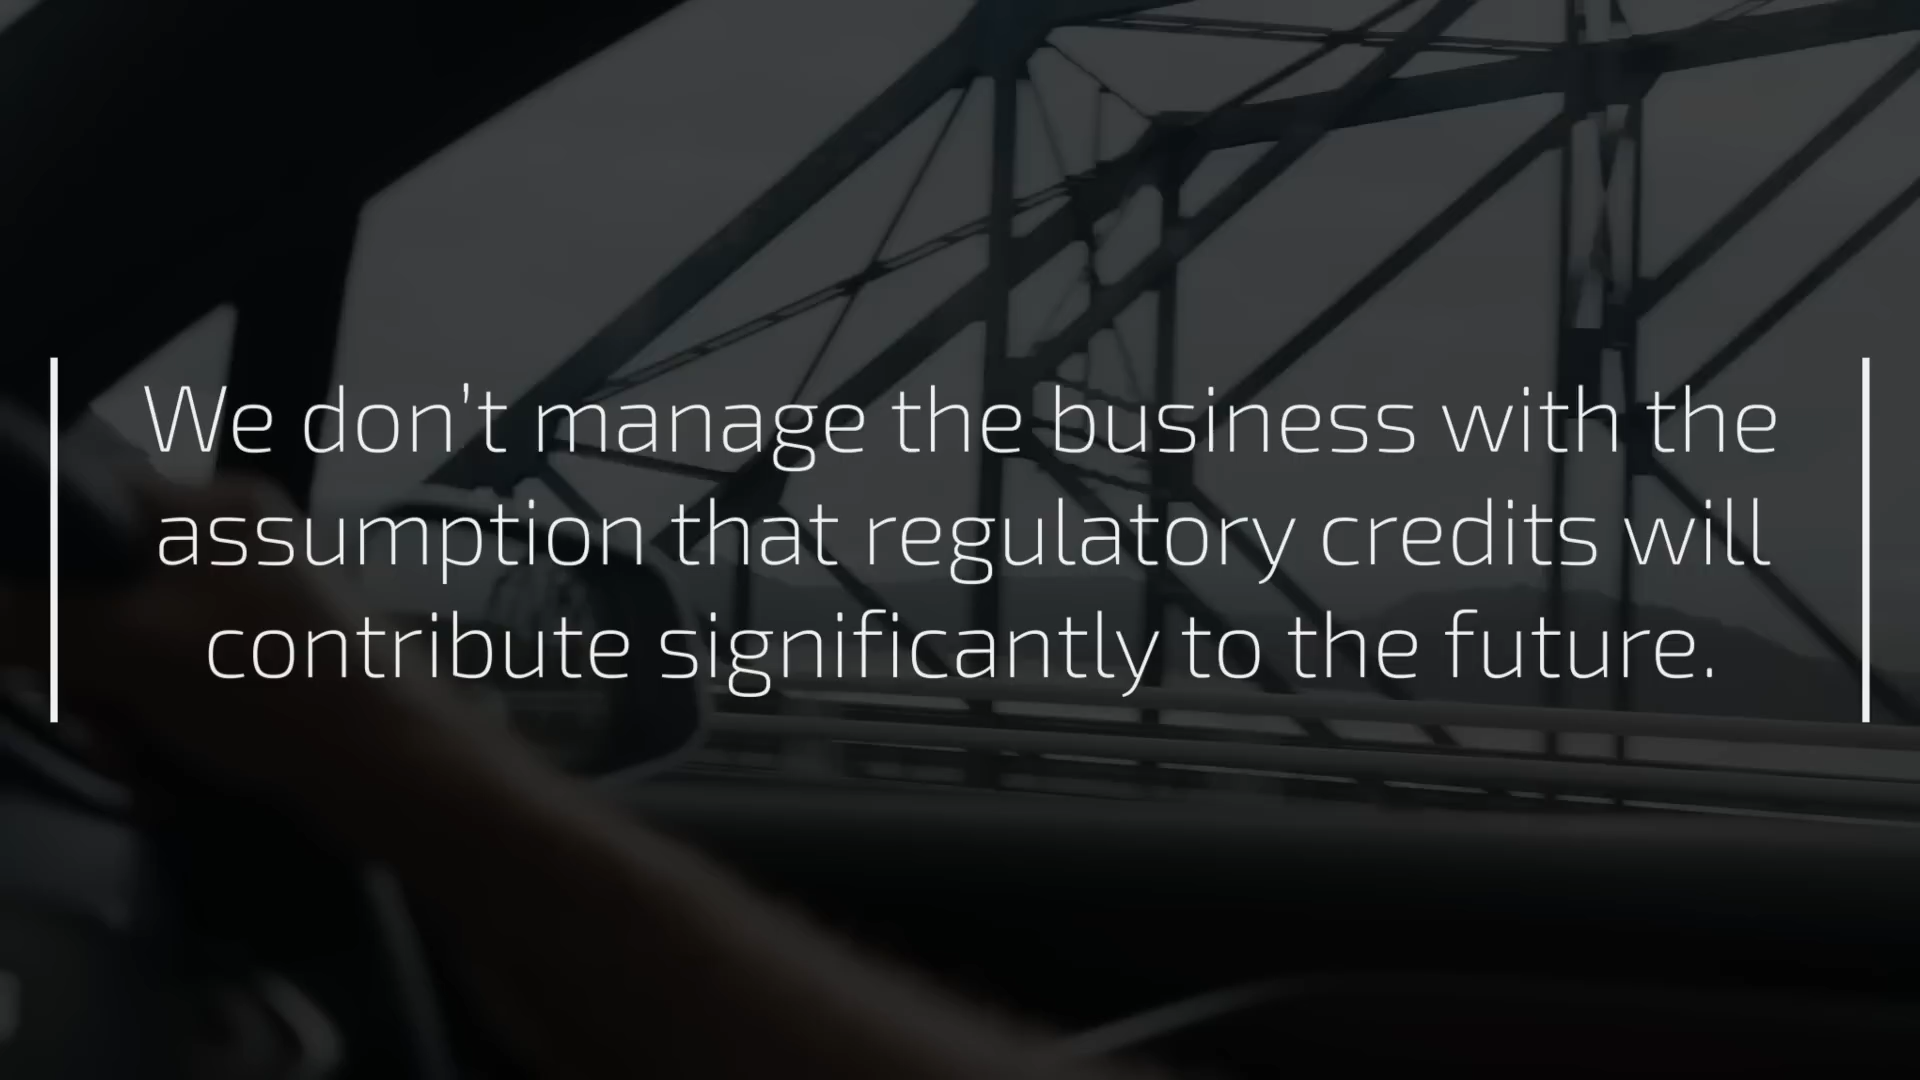 We don’t manage the business with the
assumption that regulatory credits will
contribute significantly to the future.